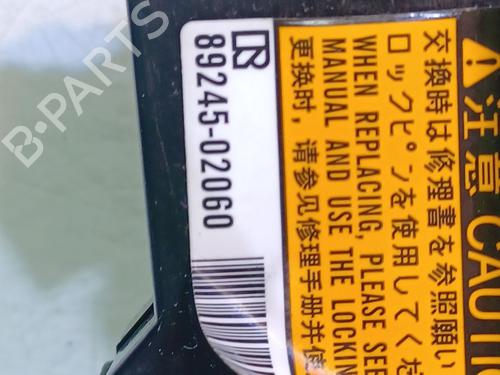 89245-02060
⚠注意 CAUTIO
交換時は修理書を参照願い
ロックピンを使用してくだ
WHEN REPLACING, PLEASE SEE
MANUAL AND USE THE LOCKIN
更换时，请参见修理手册并使
B-PARTS